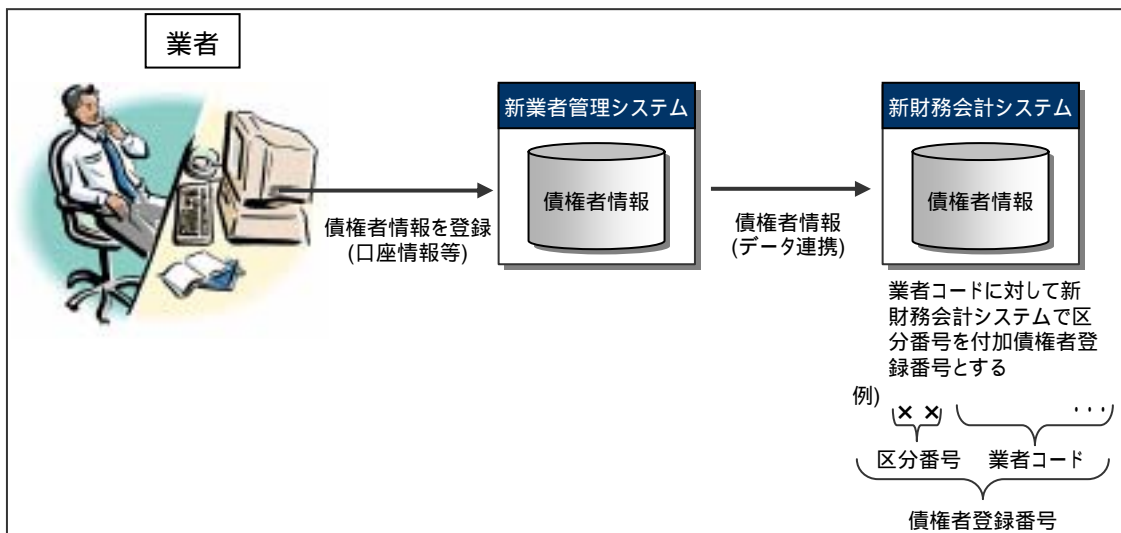 業者
新業者管理システム
債権者情報
新財務会計システム
債権者情報
債権者情報を登録
(口座情報等)
債権者情報
(データ連携)
業者コードに対して新
財務会計システムで区
分番号を付加債権者登
録番号とする
例) × × ･･･
区分番号 業者コード
債権者登録番号